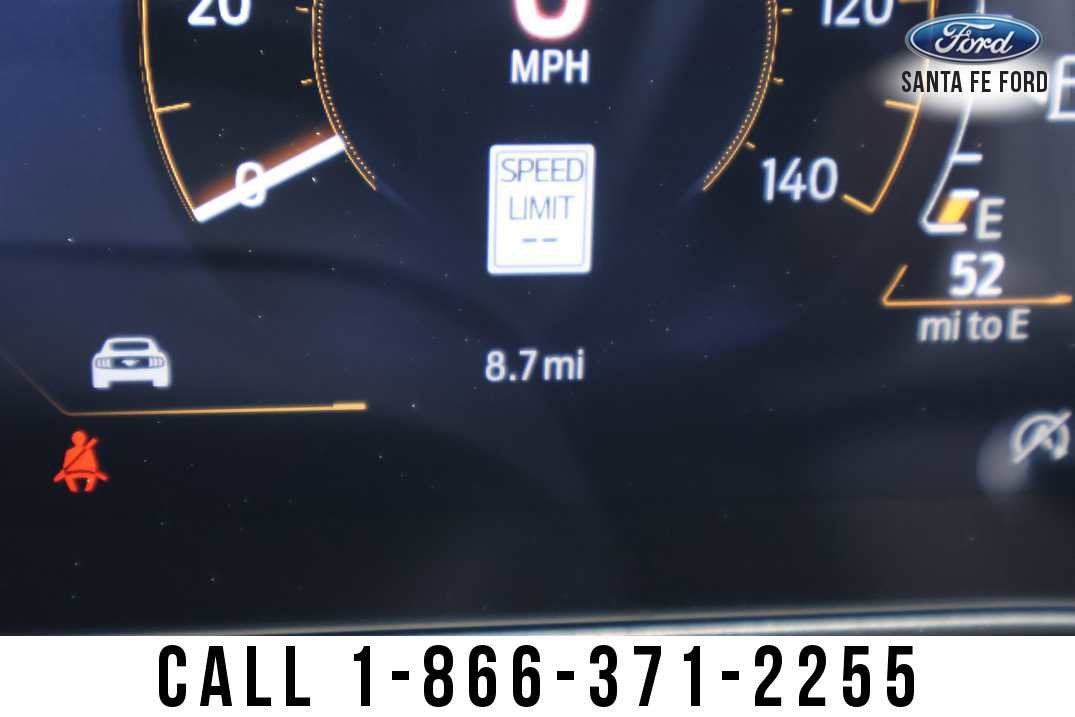 20
MPH
120
Ford
SANTA FE FORD
0
SPEED
LIMIT
--
140
E
52
mi to E
8.7 mi
CALL 1-866-371-2255